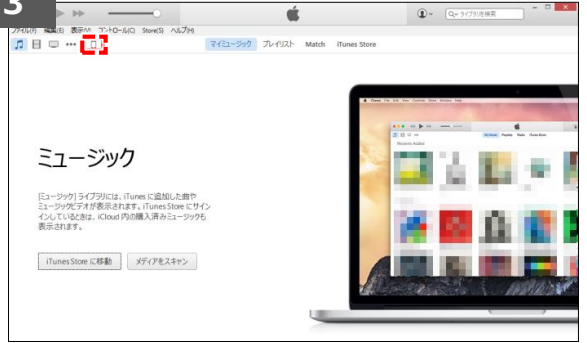 3
ライブラリを検索
ファイル(F) 編集(E) 表示(V) コントロール(C) Store(S) ヘルプ(H)
マイミュージック プレイリスト Match iTunes Store
ミュージック
[ミュージック] ライブラリには、iTunes に追加した曲や
ミュージックビデオが表示されます。iTunes Store にサイン
インしているときは、iCloud 内の購入済みミュージックも
表示されます。
iTunes Store に移動 メディアをスキャン
Recently Added